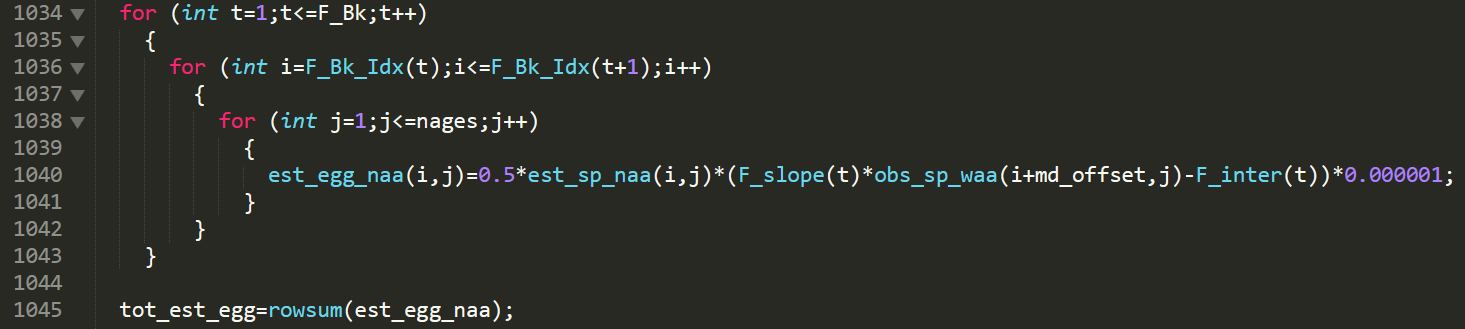 1034 for (int t=1;t<=F_Bk;t++)
1035 {
1036 for (int i=F_Bk_Idx(t);i<=F_Bk_Idx(t+1);i++)
1037 {
1038 for (int j=1;j<=nages;j++)
1039 {
1040 est_egg_naa(i,j)=0.5*est_sp_naa(i,j)*(F_slope(t)*obs_sp_waa(i+md_offset,j)-F_inter(t))*0.000001;
1041 }
1042 }
1043 }
1044
1045 tot_est_egg=rowsum(est_egg_naa);